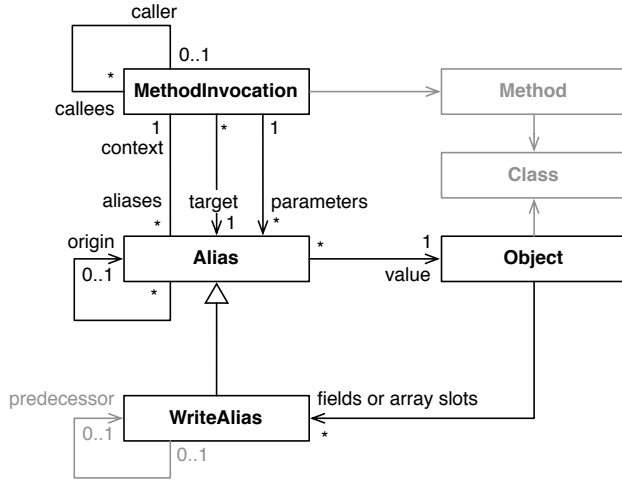 caller
0..1
*
MethodInvocation
Method
callees
1
*
1
context
Class
aliases
target
parameters
*
1
*
origin
*
1
0..1
Alias
Object
*
value
predecessor
fields or array slots
WriteAlias
0..1
*
0..1